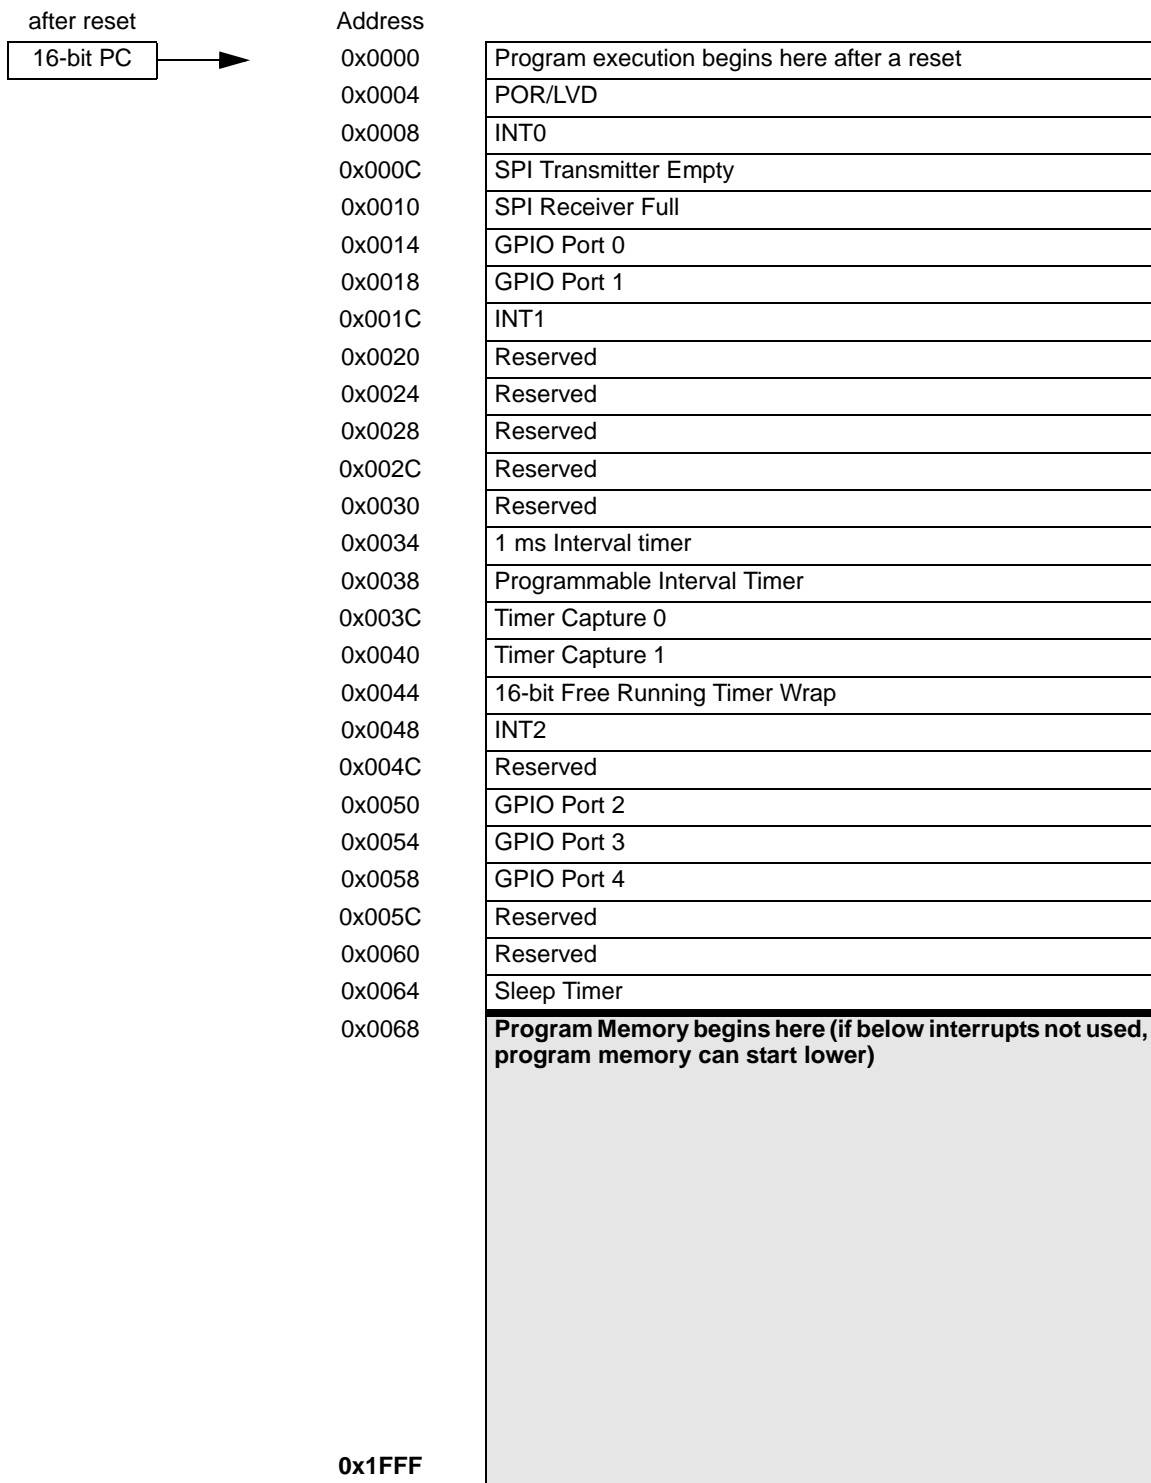 after reset Address
16-bit PC 0x0000 Program execution begins here after a reset
0x0004 POR/LVD
0x0008 INT0
0x000C SPI Transmitter Empty
0x0010 SPI Receiver Full
0x0014 GPIO Port 0
0x0018 GPIO Port 1
0x001C INT1
0x0020 Reserved
0x0024 Reserved
0x0028 Reserved
0x002C Reserved
0x0030 Reserved
0x0034 1 ms Interval timer
0x0038 Programmable Interval Timer
0x003C Timer Capture 0
0x0040 Timer Capture 1
0x0044 16-bit Free Running Timer Wrap
0x0048 INT2
0x004C Reserved
0x0050 GPIO Port 2
0x0054 GPIO Port 3
0x0058 GPIO Port 4
0x005C Reserved
0x0060 Reserved
0x0064 Sleep Timer
0x0068 Program Memory begins here (if below interrupts not used,
program memory can start lower)
0x1FFF